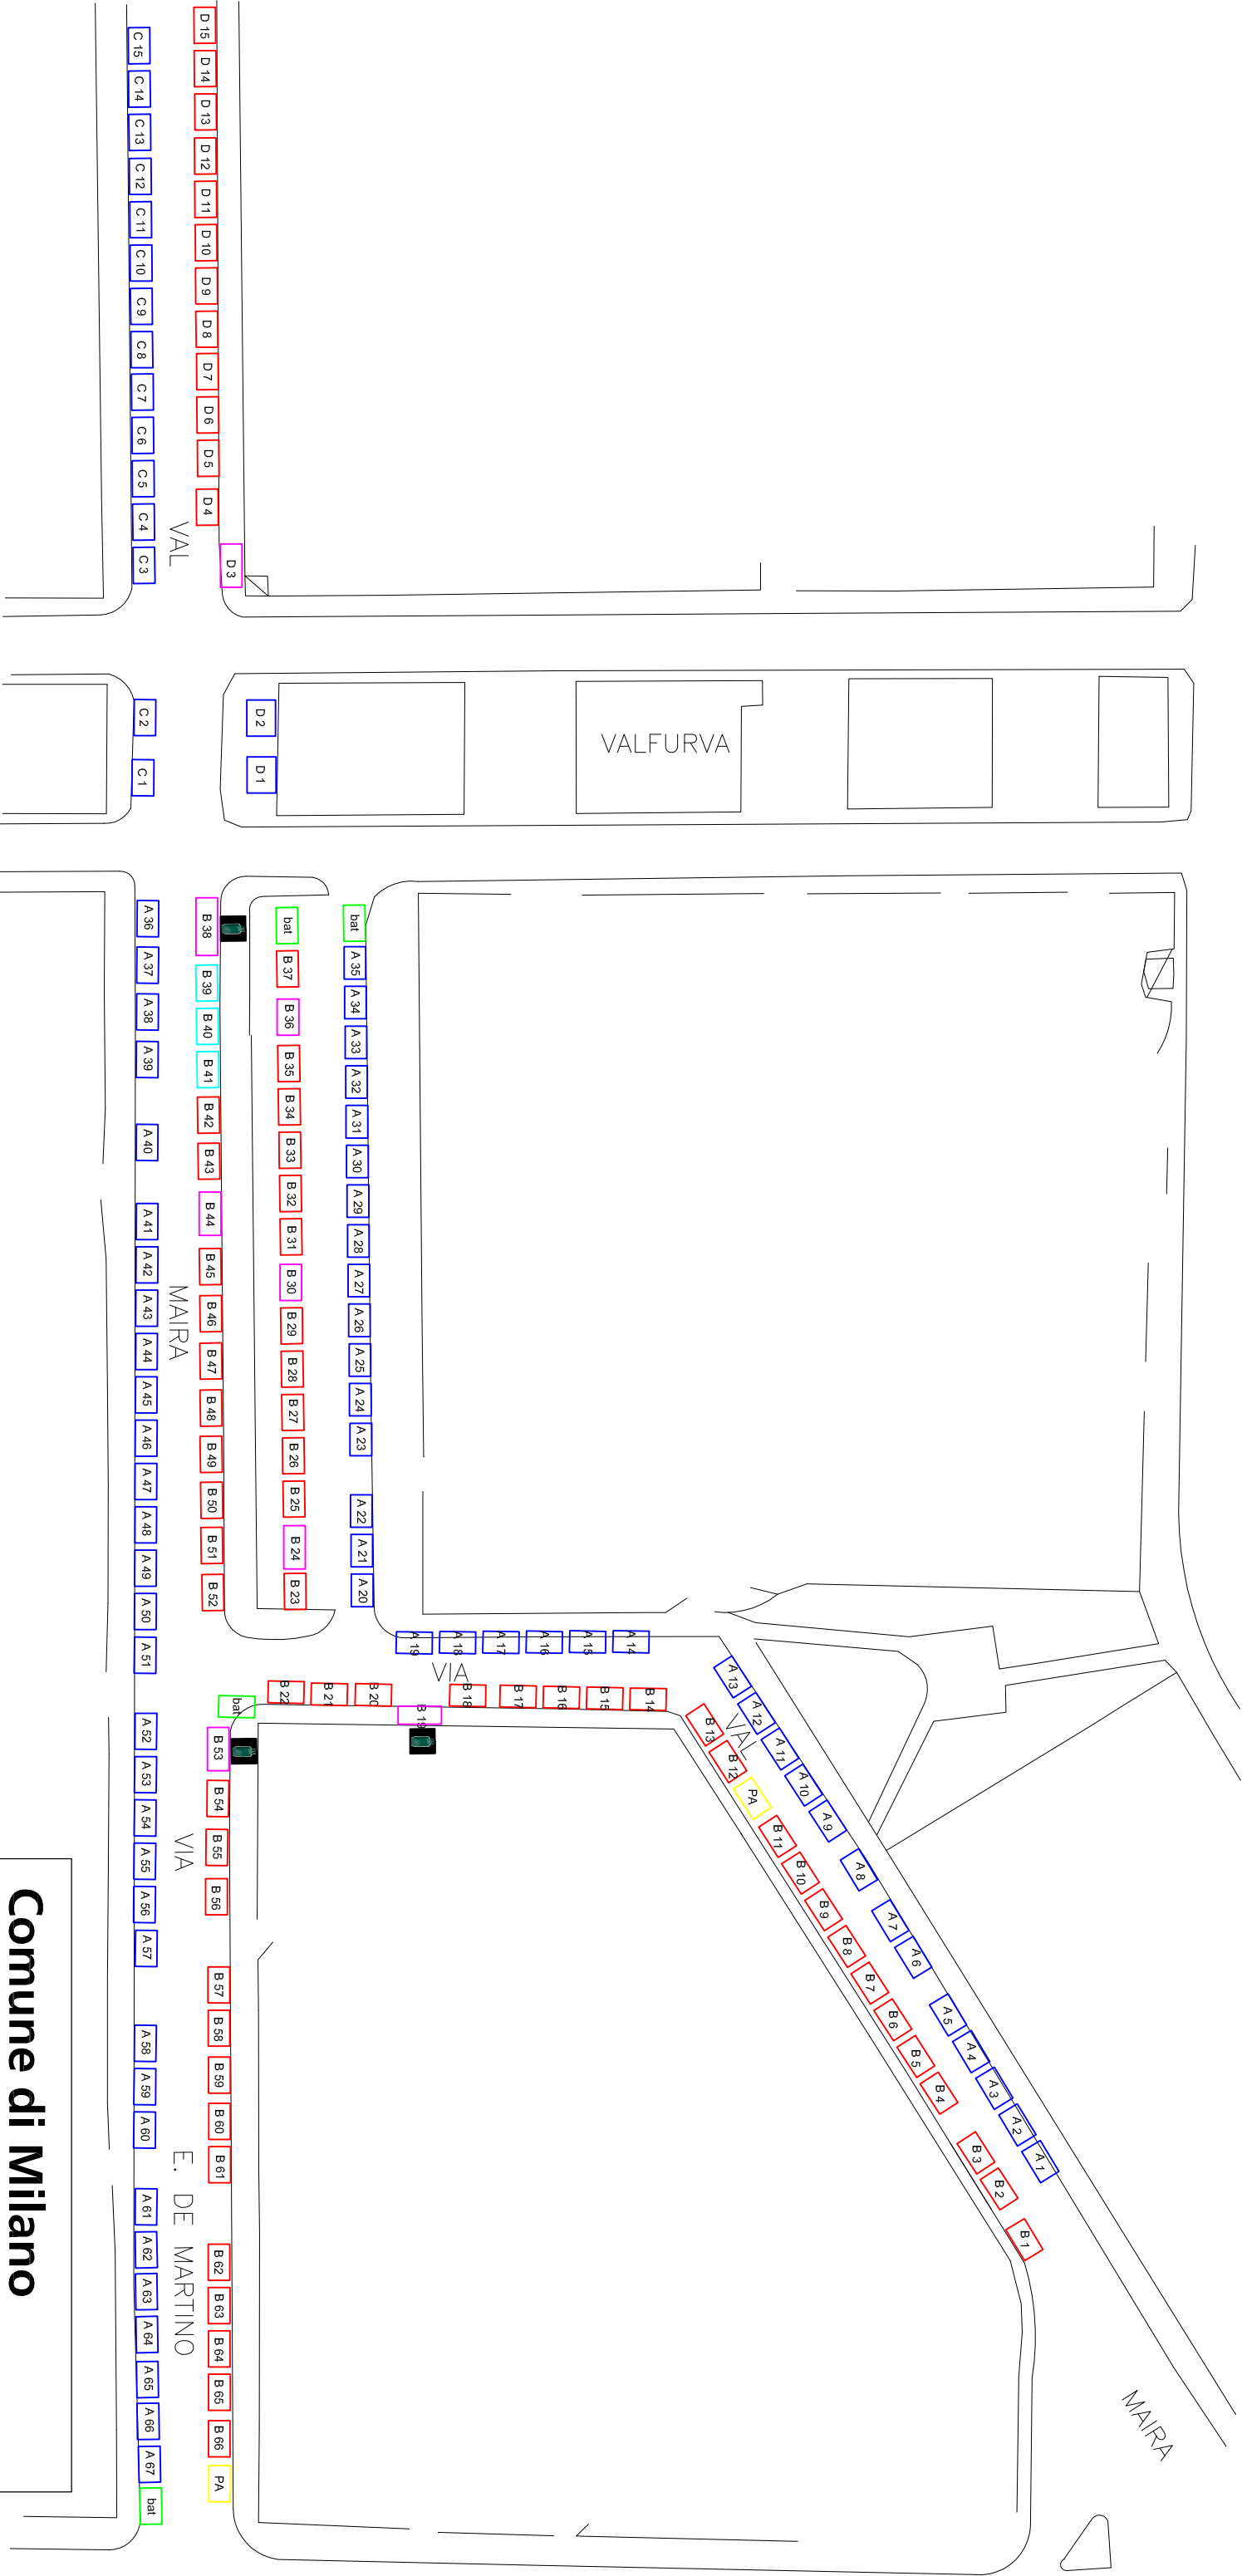 D 15
D 14
D 13
D 12
D 11
D 10
D 9
D 8
D 7
D 6
D 5
D 4
D 3
C 15
C 14
C 13
C 12
C 11
C 10
C 9
C 8
C 7
C 6
C 5
C 4
C 3
VAL
D 2
D 1
C 2
C 1
VALFURVA
bat
A 35
A 34
A 33
A 32
A 31
A 30
A 29
A 28
A 27
A 26
A 25
A 24
A 23
A 22
A 21
A 20
bat
B 37
B 36
B 35
B 34
B 33
B 32
B 31
B 30
B 29
B 28
B 27
B 26
B 25
B 24
B 23
B 38
B 39
B 40
B 41
B 42
B 43
B 44
B 45
B 46
B 47
B 48
B 49
B 50
B 51
B 52
MAIRA
A 36
A 37
A 38
A 39
A 40
A 41
A 42
A 43
A 44
A 45
A 46
A 47
A 48
A 49
A 50
A 51
A 19
A 18
A 17
A 16
A 15
A 14
VIA
B 22
B 21
B 20
B 19
B 18
B 17
B 16
B 15
B 14
bat
A 13
A 12
A 11
A 10
A 9
A 8
A 7
A 6
A 5
A 4
A 3
A 2
A 1
VAL
B 13
B 12
PA
B 11
B 10
B 9
B 8
B 7
B 6
B 5
B 4
B 3
B 2
B 1
MAIRA
B 53
B 54
B 55
B 56
B 57
B 58
B 59
B 60
B 61
B 62
B 63
B 64
B 65
B 66
PA
VIA
E. DE MARTINO
A 52
A 53
A 54
A 55
A 56
A 57
A 58
A 59
A 60
A 61
A 62
A 63
A 64
A 65
A 66
A 67
bat
Comune di Milano